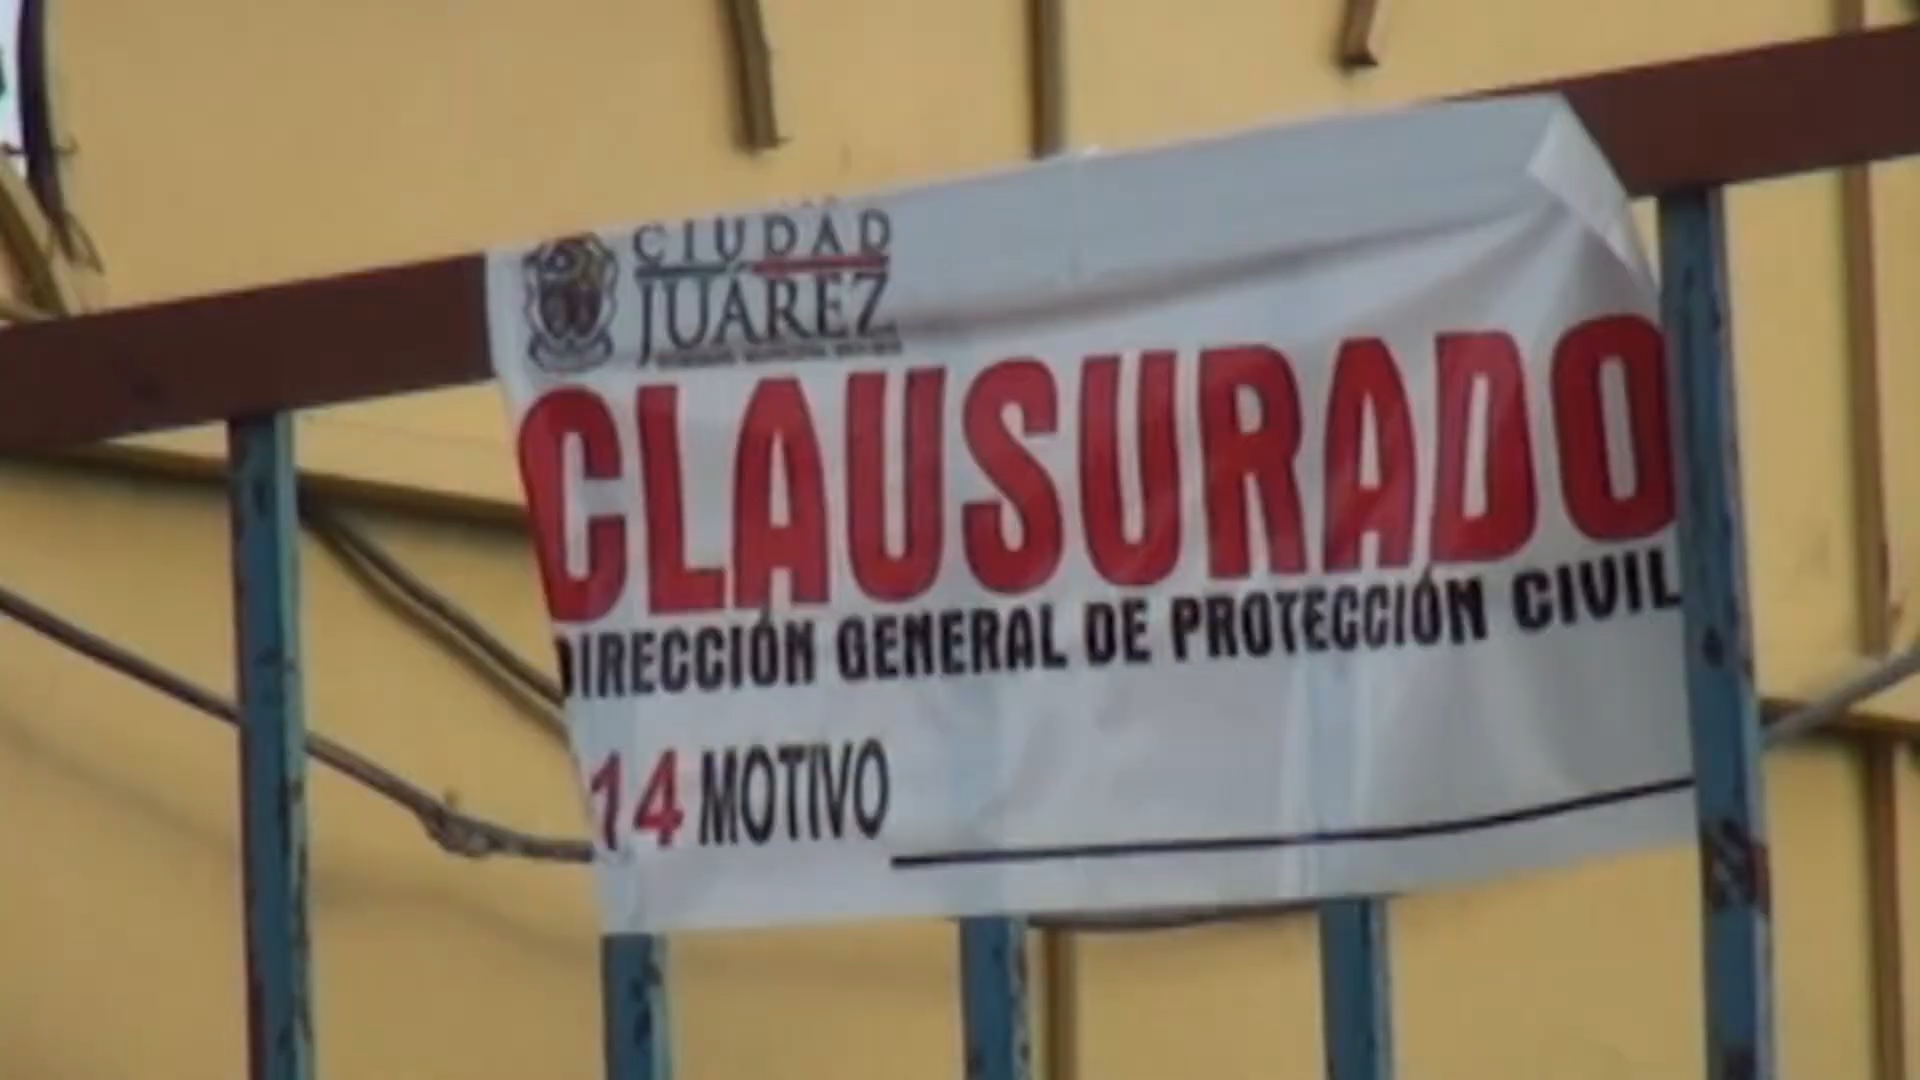 CIUDAD
JUÁREZ
CLAUSURADO
DIRECCIÓN GENERAL DE PROTECCIÓN CIVIL
14 MOTIVO